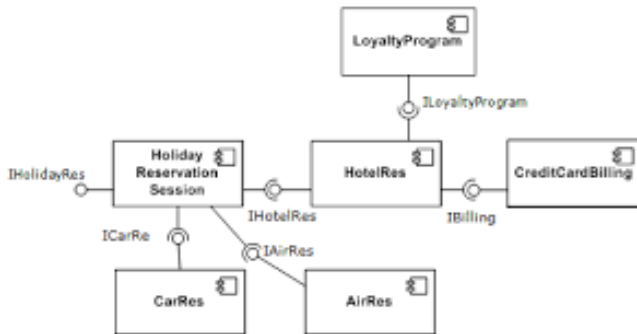 LoyaltyProgram
ILoyaltyProgram
IHolidayRes
Holiday
Reservation
Session
IHotelRes
HotelRes
IBilling
CreditCardBilling
ICarRe
IAirRes
CarRes
AirRes